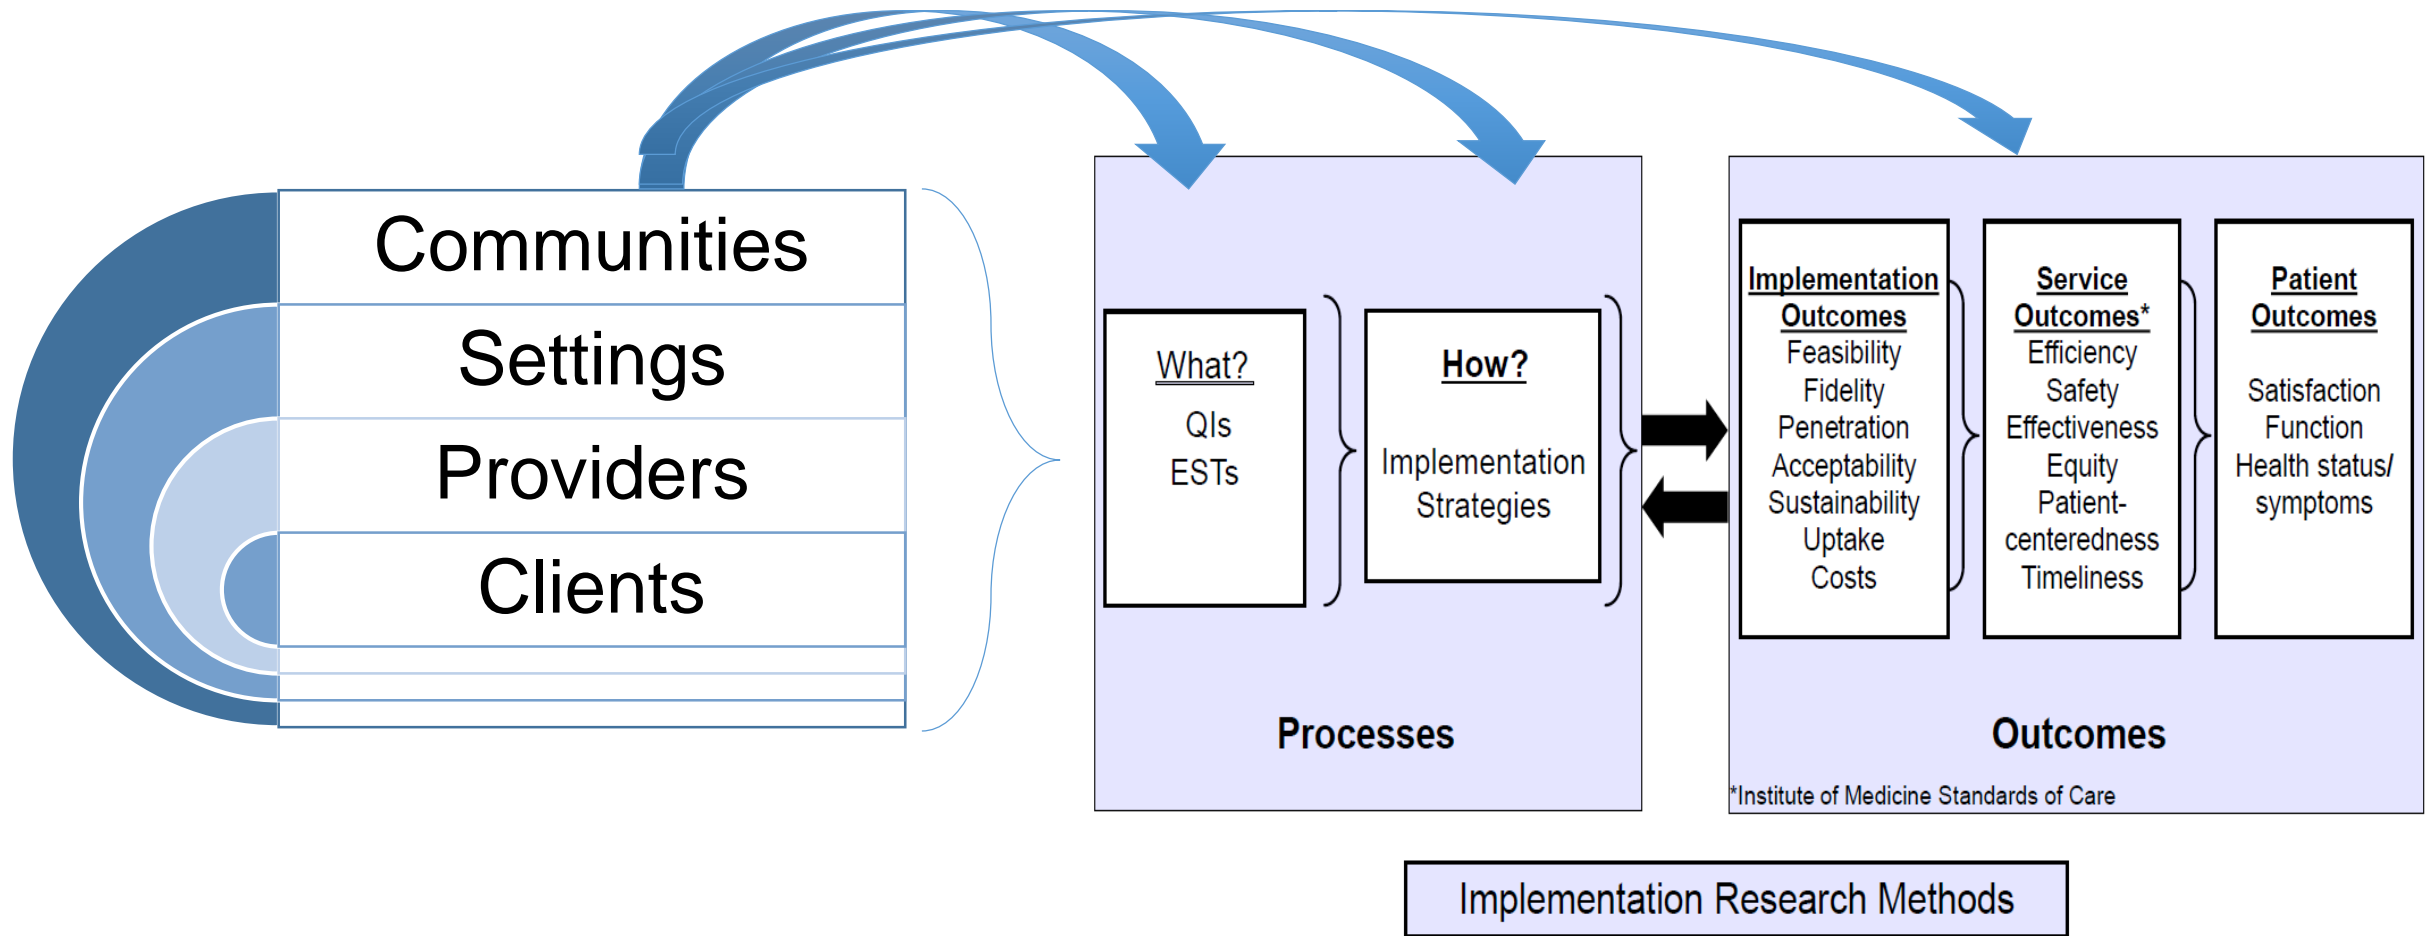 Communities
Settings
Providers
Clients
What?
QIs
ESTs
How?
Implementation
Strategies
Processes
Implementation
Outcomes
Feasibility
Fidelity
Penetration
Acceptability
Sustainability
Uptake
Costs
Service
Outcomes*
Efficiency
Safety
Effectiveness
Equity
Patient-
centeredness
Timeliness
Patient
Outcomes
Satisfaction
Function
Health status/
symptoms
Outcomes
*Institute of Medicine Standards of Care
Implementation Research Methods